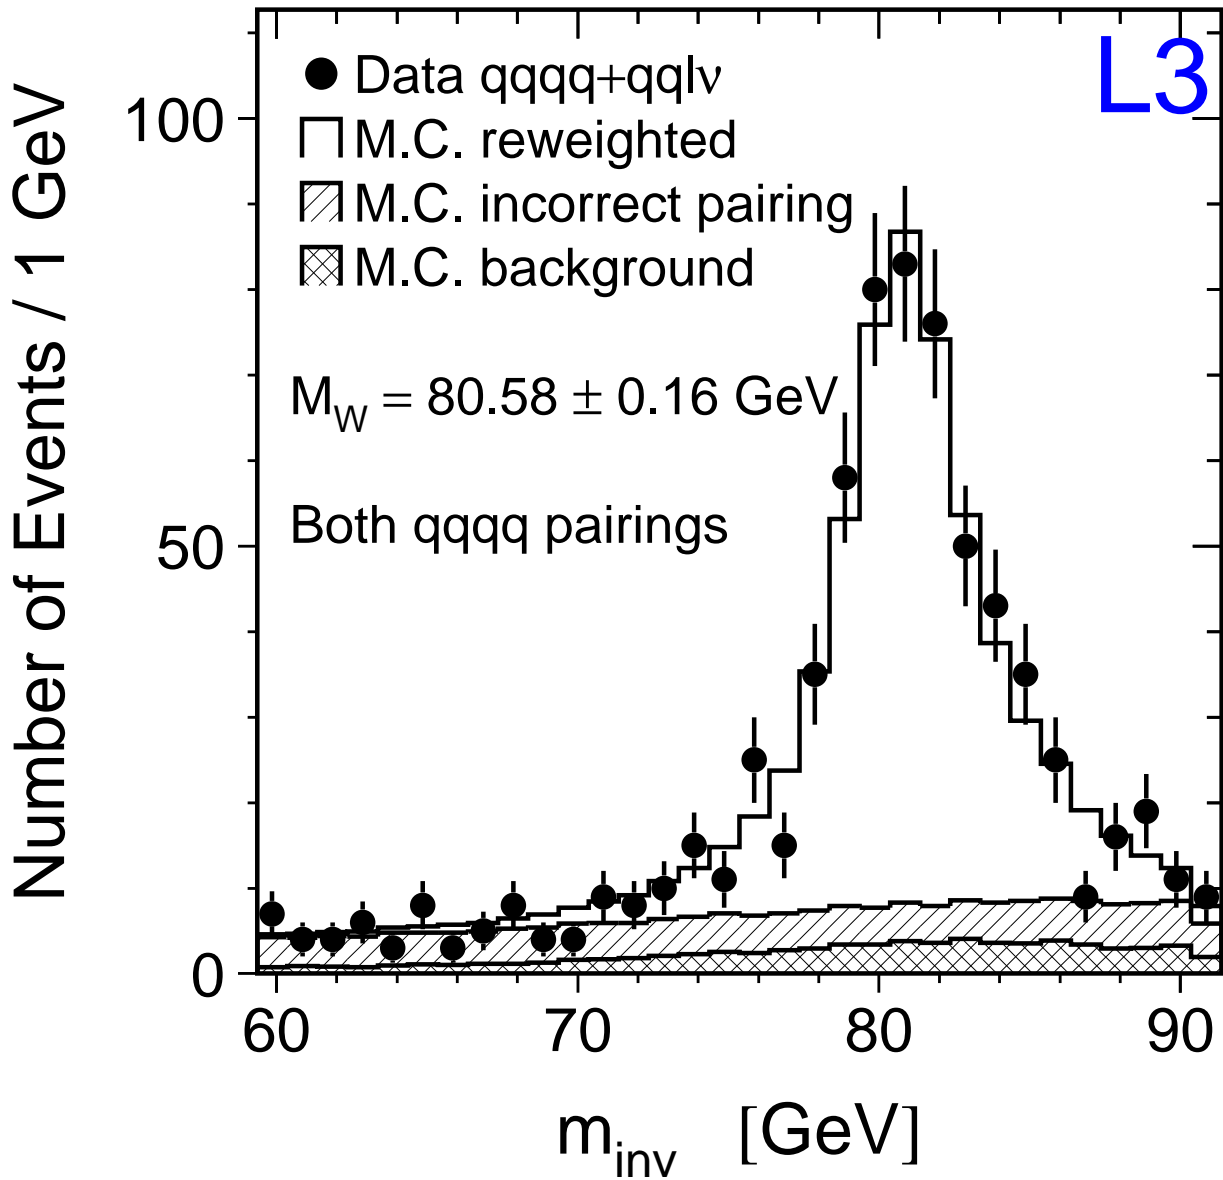 L3
Data qqqq+qqlν
M.C. reweighted
M.C. incorrect pairing
M.C. background
M_W = 80.58 ± 0.16 GeV
Both qqqq pairings
Number of Events / 1 GeV
100
50
0
60 70 80 90
m_inv [GeV]